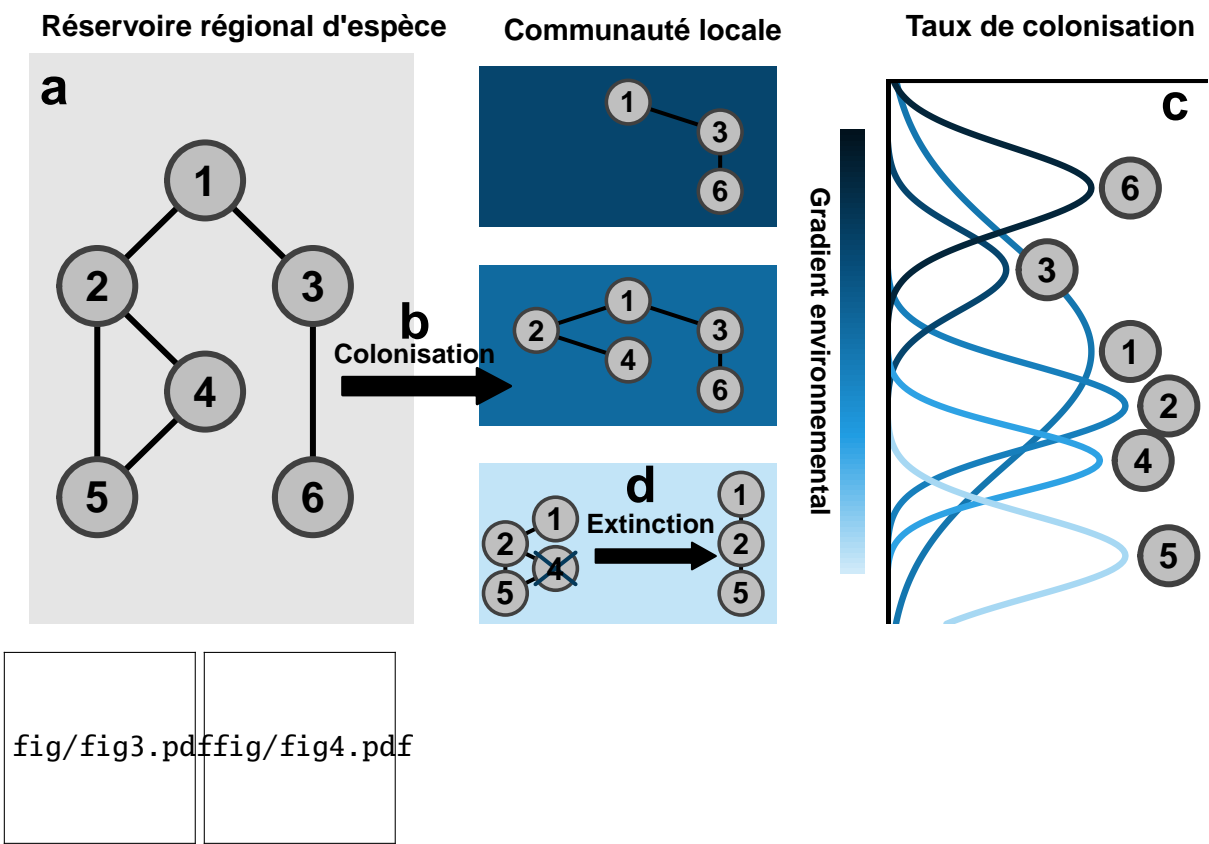 Réservoire régional d'espèce
Communauté locale
Taux de colonisation
a
1
2
3
4
5
6
b
Colonisation
1
3
6
1
2
3
4
6
d
Extinction
1
2
4
5
1
2
5
Gradient environnemental
c
6
3
1
2
4
5
fig/fig3.pdf
fig/fig4.pdf